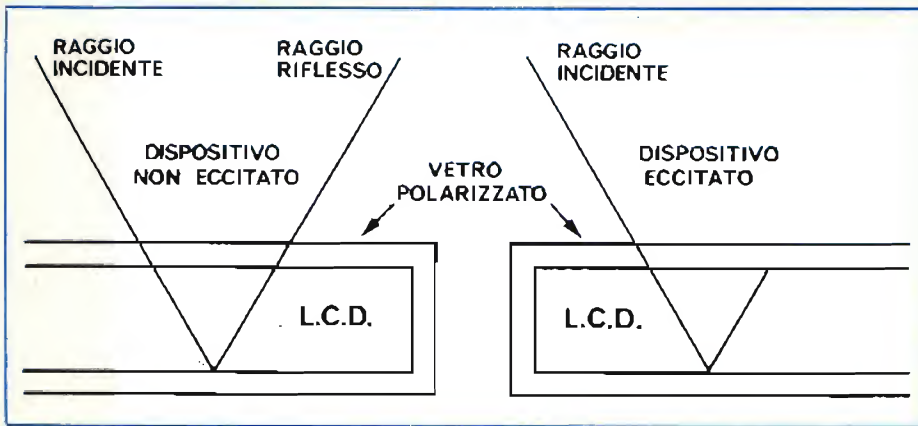 RAGGIO
INCIDENTE
RAGGIO
RIFLESSO
DISPOSITIVO
NON ECCITATO
VETRO
POLARIZZATO
RAGGIO
INCIDENTE
DISPOSITIVO
ECCITATO
L.C.D.
L.C.D.